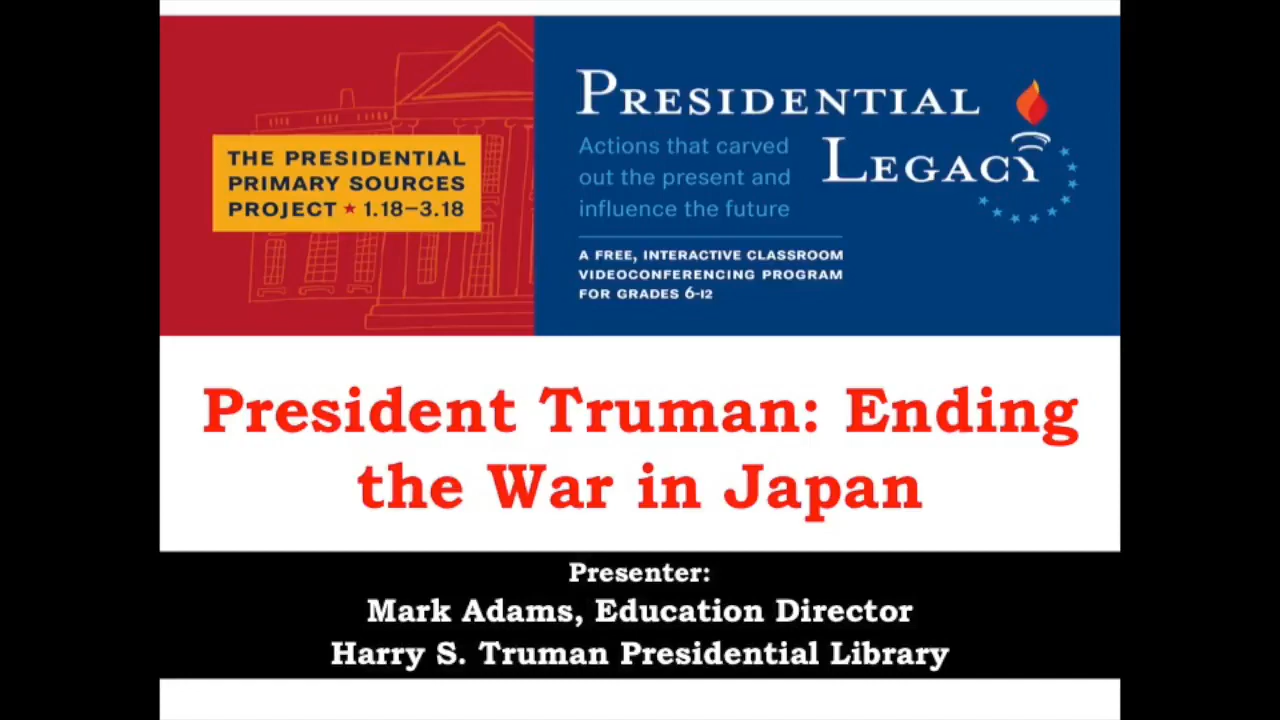 THE PRESIDENTIAL
PRIMARY SOURCES
PROJECT ★ 1.18–3.18
PRESIDENTIAL
LEGACY
Actions that carved
out the present and
influence the future
A FREE, INTERACTIVE CLASSROOM
VIDEOCONFERENCING PROGRAM
FOR GRADES 6-12
President Truman: Ending
the War in Japan
Presenter:
Mark Adams, Education Director
Harry S. Truman Presidential Library